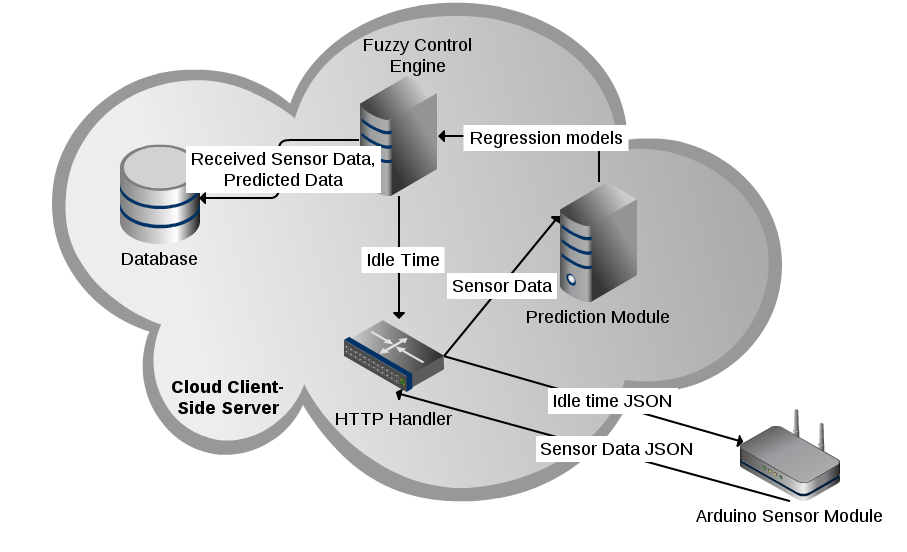 Fuzzy Control
Engine
Regression models
Received Sensor Data,
Predicted Data
Database
Idle Time
Sensor Data
Prediction Module
Cloud Client-
Side Server
HTTP Handler
Idle time JSON
Sensor Data JSON
Arduino Sensor Module